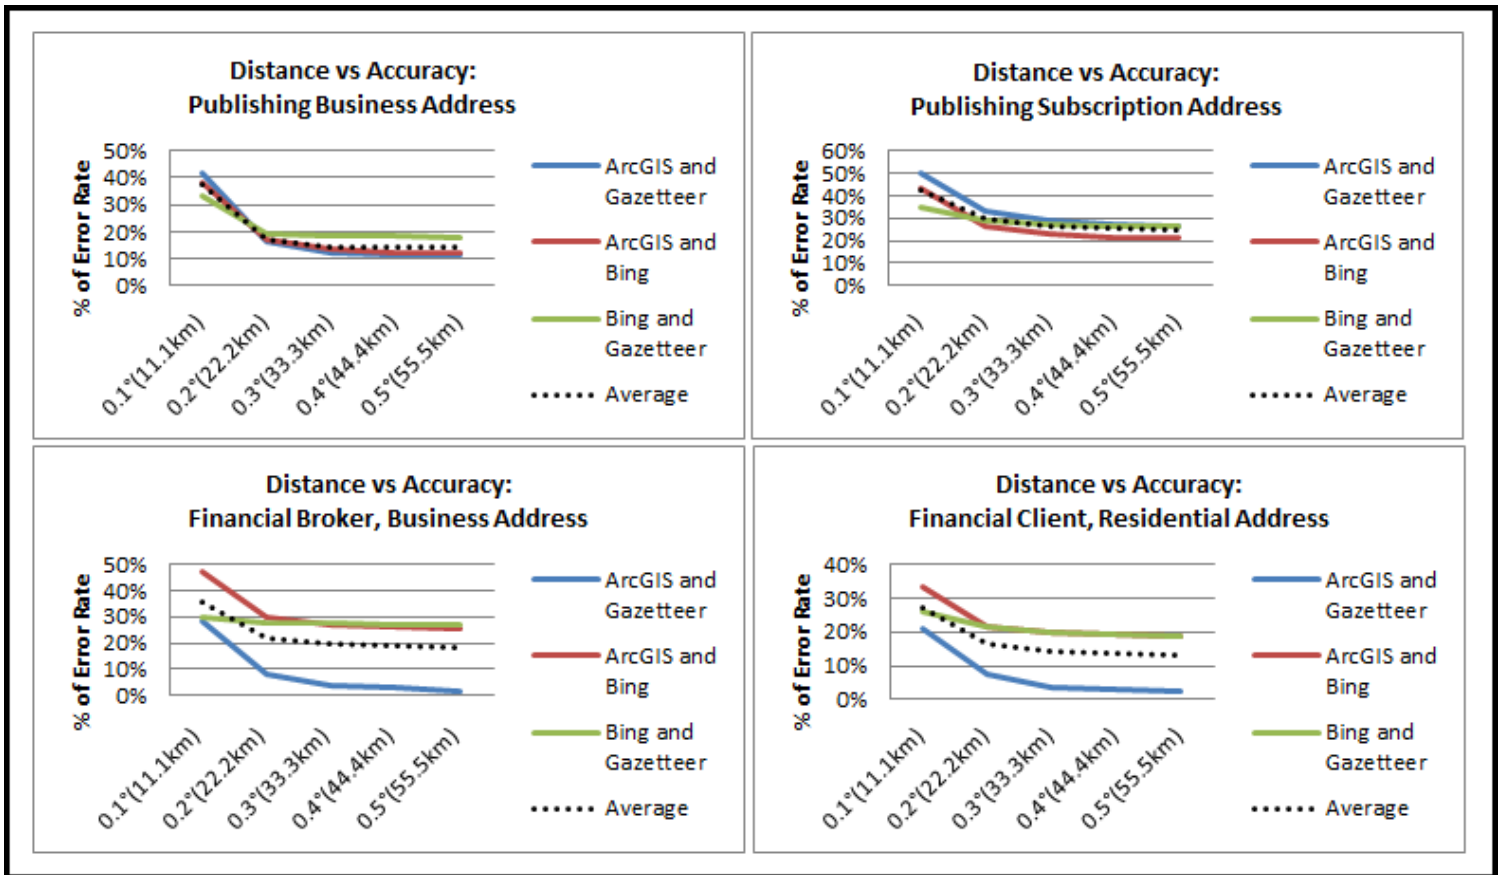 Distance vs Accuracy:
Publishing Business Address
% of Error Rate
50%
40%
30%
20%
10%
0%
0.1°(11.1km)
0.2°(22.2km)
0.3°(33.3km)
0.4°(44.4km)
0.5°(55.5km)
ArcGIS and
Gazetteer
ArcGIS and
Bing
Bing and
Gazetteer
Average
Distance vs Accuracy:
Publishing Subscription Address
% of Error Rate
60%
50%
40%
30%
20%
10%
0%
0.1°(11.1km)
0.2°(22.2km)
0.3°(33.3km)
0.4°(44.4km)
0.5°(55.5km)
ArcGIS and
Gazetteer
ArcGIS and
Bing
Bing and
Gazetteer
Average
Distance vs Accuracy:
Financial Broker, Business Address
% of Error Rate
50%
40%
30%
20%
10%
0%
0.1°(11.1km)
0.2°(22.2km)
0.3°(33.3km)
0.4°(44.4km)
0.5°(55.5km)
ArcGIS and
Gazetteer
ArcGIS and
Bing
Bing and
Gazetteer
Average
Distance vs Accuracy:
Financial Client, Residential Address
% of Error Rate
40%
30%
20%
10%
0%
0.1°(11.1km)
0.2°(22.2km)
0.3°(33.3km)
0.4°(44.4km)
0.5°(55.5km)
ArcGIS and
Gazetteer
ArcGIS and
Bing
Bing and
Gazetteer
Average